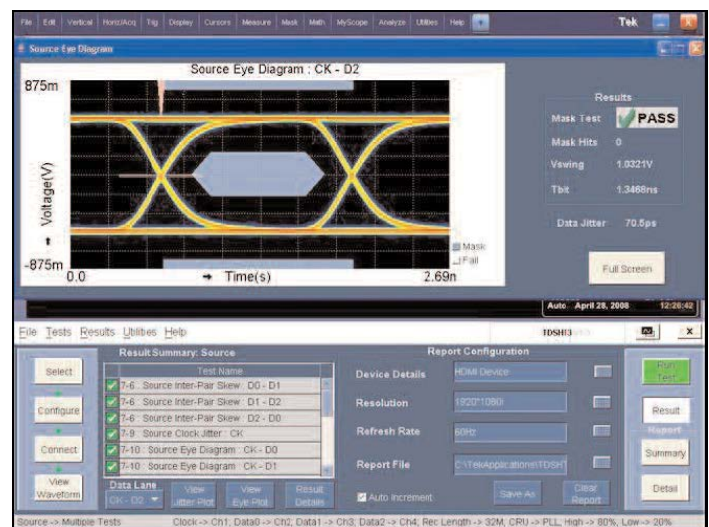 File Edit Vertical Horiz/Acq Trig Display Cursors Measure Mask Math MyScope Analyze Utilities Help Tek
Source Eye Diagram
Source Eye Diagram : CK - D2
875m
Voltage(V)
-875m
0.0
Time(s)
2.69n
Mask
Fail
Results
Mask Test PASS
Mask Hits 0
Vswing 1.0321V
Tbit 1.3468ns
Data Jitter 70.5ps
Full Screen
Auto April 28, 2008 12:26:42
File Tests Results Utilities Help
TDSHT3
Select
Configure
Connect
View
Waveform
Result Summary: Source
Test Name
7-6 : Source Inter-Pair Skew : D0 - D1
7-6 : Source Inter-Pair Skew : D1 - D2
7-6 : Source Inter-Pair Skew : D2 - D0
7-9 : Source Clock Jitter : CK
7-10 : Source Eye Diagram : CK - D0
7-10 : Source Eye Diagram : CK - D1
Data Lane
CK - D2
View
Jitter Plot
View
Eye Plot
Result
Details
Report Configuration
Device Details HDMI Device
Resolution 1920*1080i
Refresh Rate 60Hz
Report File C:\TekApplications\TDSHT
Auto Increment
Save As
Clear
Report
Run
Test
Result
Report
Summary
Detail
Source -> Multiple Tests Clock -> Ch1, Data0 -> Ch2, Data1 -> Ch3, Data2 -> Ch4, Rec Length -> 32M, CRU -> PLL, High -> 80%, Low -> 20%